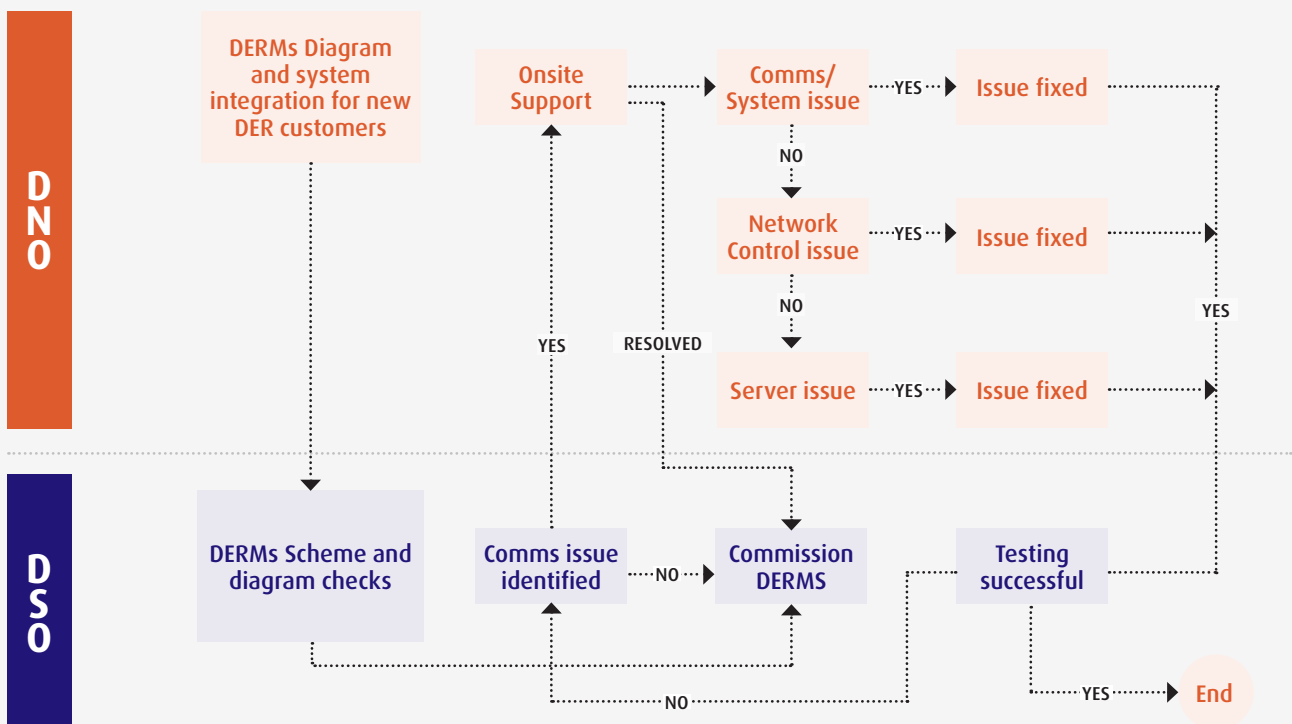 DNO
DERMs Diagram
and system
integration for new
DER customers
Onsite
Support
Comms/
System issue
YES
Issue fixed
NO
Network
Control issue
YES
Issue fixed
NO
YES
YES
RESOLVED
Server issue
YES
Issue fixed
DSO
DERMs Scheme and
diagram checks
Comms issue
identified
NO
Commission
DERMS
Testing
successful
NO
YES
End